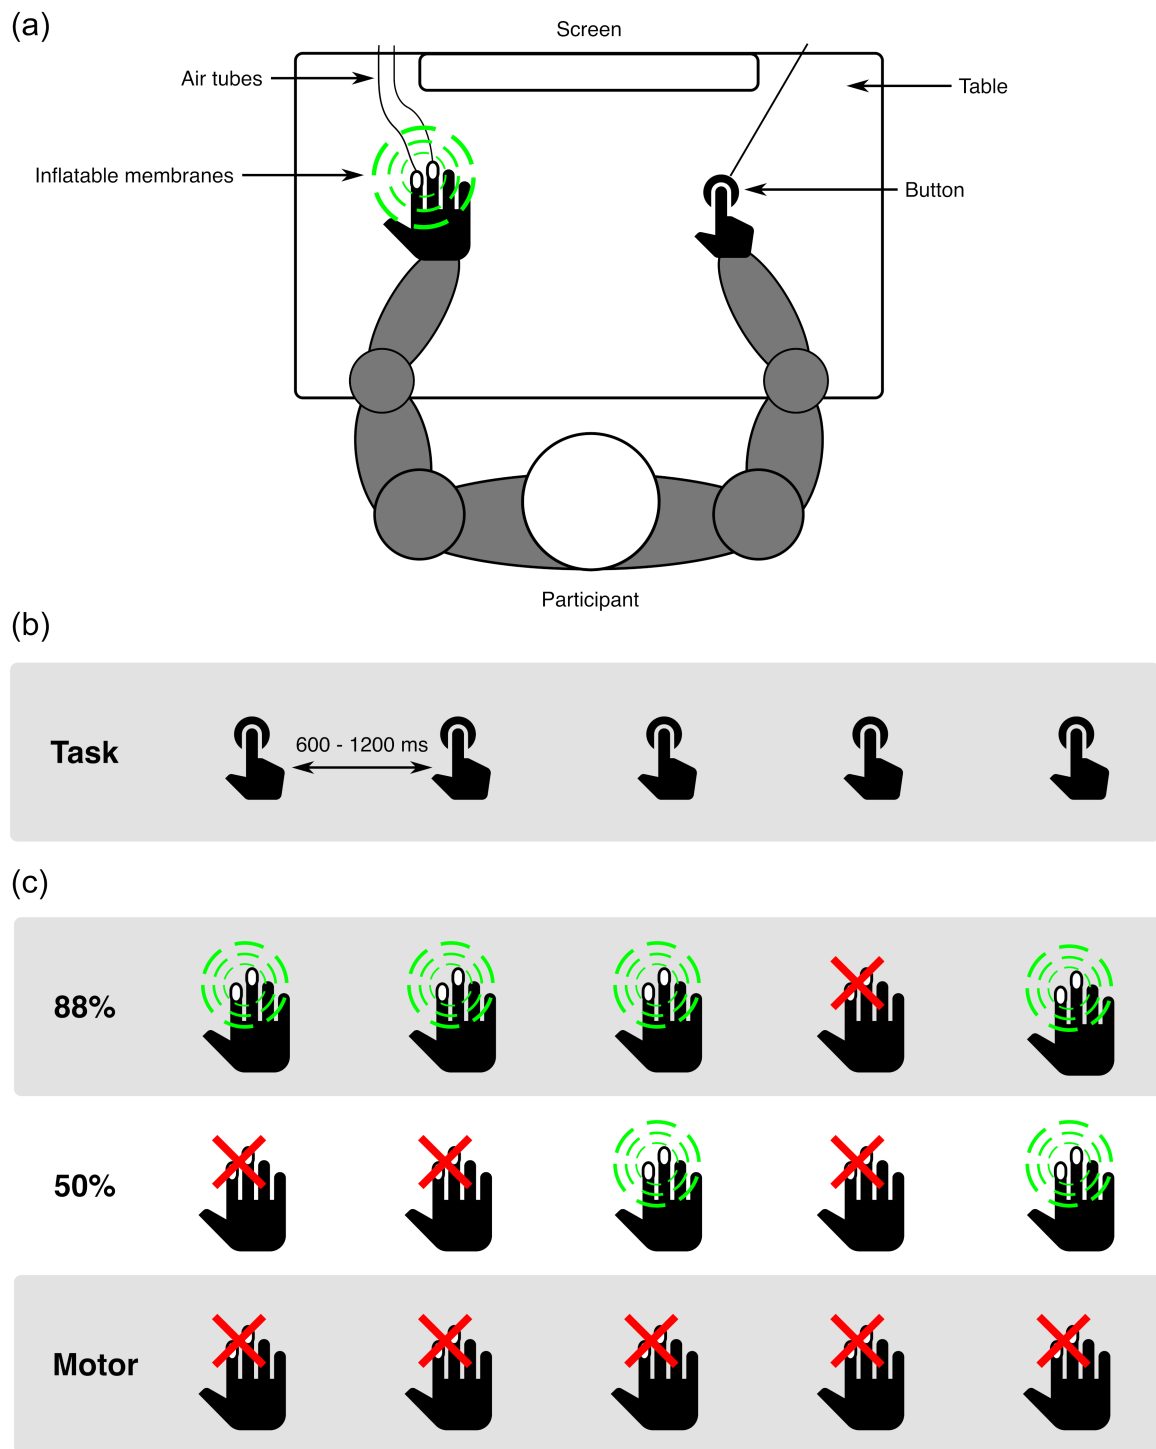 (a)
Screen
Air tubes
Table
Inflatable membranes
Button
Participant
(b)
Task
600 - 1200 ms
(c)
88%
50%
Motor